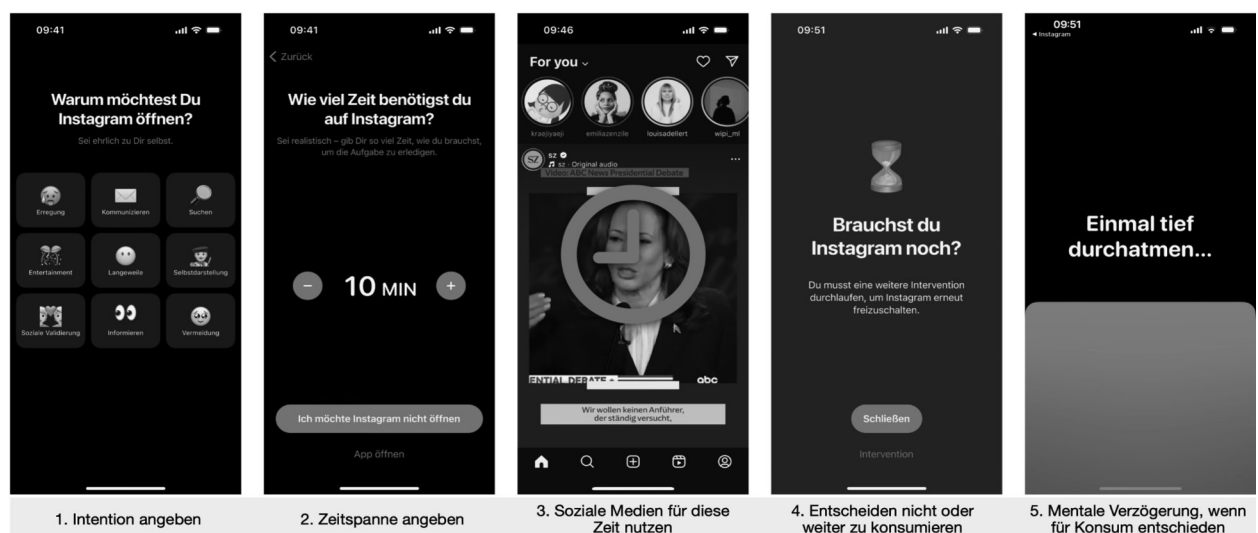 09:41
Warum möchtest Du
Instagram öffnen?
Sei ehrlich zu Dir selbst.
Erregung
Kommunizieren
Suchen
Entertainment
Langeweile
Selbstdarstellung
Soziale Validierung
Informieren
Vermeidung
1. Intention angeben
09:41
Zurück
Wie viel Zeit benötigst du
auf Instagram?
Sei realistisch – gib Dir so viel Zeit, wie du brauchst,
um die Aufgabe zu erledigen.
10 MIN
Ich möchte Instagram nicht öffnen
App öffnen
2. Zeitspanne angeben
09:46
For you
kraejiyaeji
emiliazenzile
louisadellert
wipi_ml
SZ
sz
sz · Original audio
Video: ABC News Presidential Debate
ENTIAL DEBATE
abc
Wir wollen keinen Anführer,
der ständig versucht,
3. Soziale Medien für diese
Zeit nutzen
09:51
Brauchst du
Instagram noch?
Du musst eine weitere Intervention
durchlaufen, um Instagram erneut
freizuschalten.
Schließen
Intervention
4. Entscheiden nicht oder
weiter zu konsumieren
09:51
Instagram
Einmal tief
durchatmen...
5. Mentale Verzögerung, wenn
für Konsum entschieden